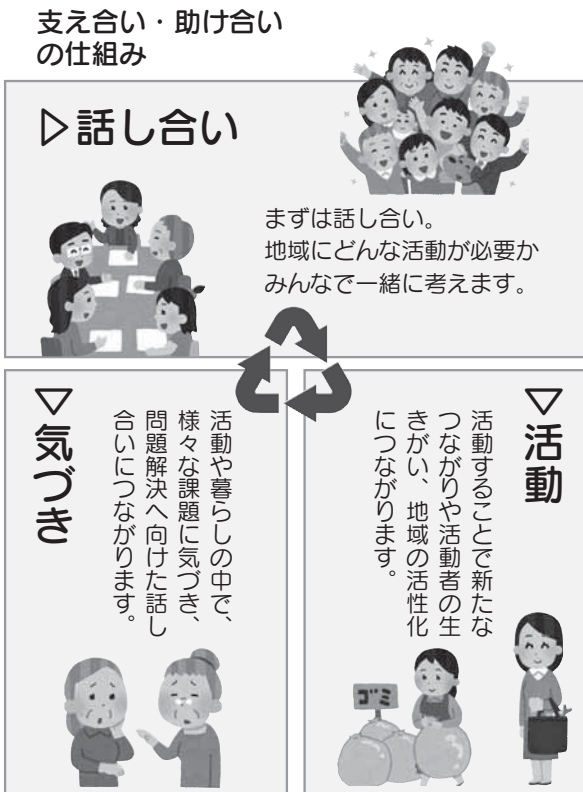 支え合い・助け合い
の仕組み
▷話し合い
まずは話し合い。
地域にどんな活動が必要か
みんなで一緒に考えます。
▽活動
活動することで新たな
つながりや活動者の生
きがい、地域の活性化
につながります。
ゴミ
▽気づき
活動や暮らしの中で、
様々な課題に気づき、
問題解決へ向けた話し
合いにつながります。